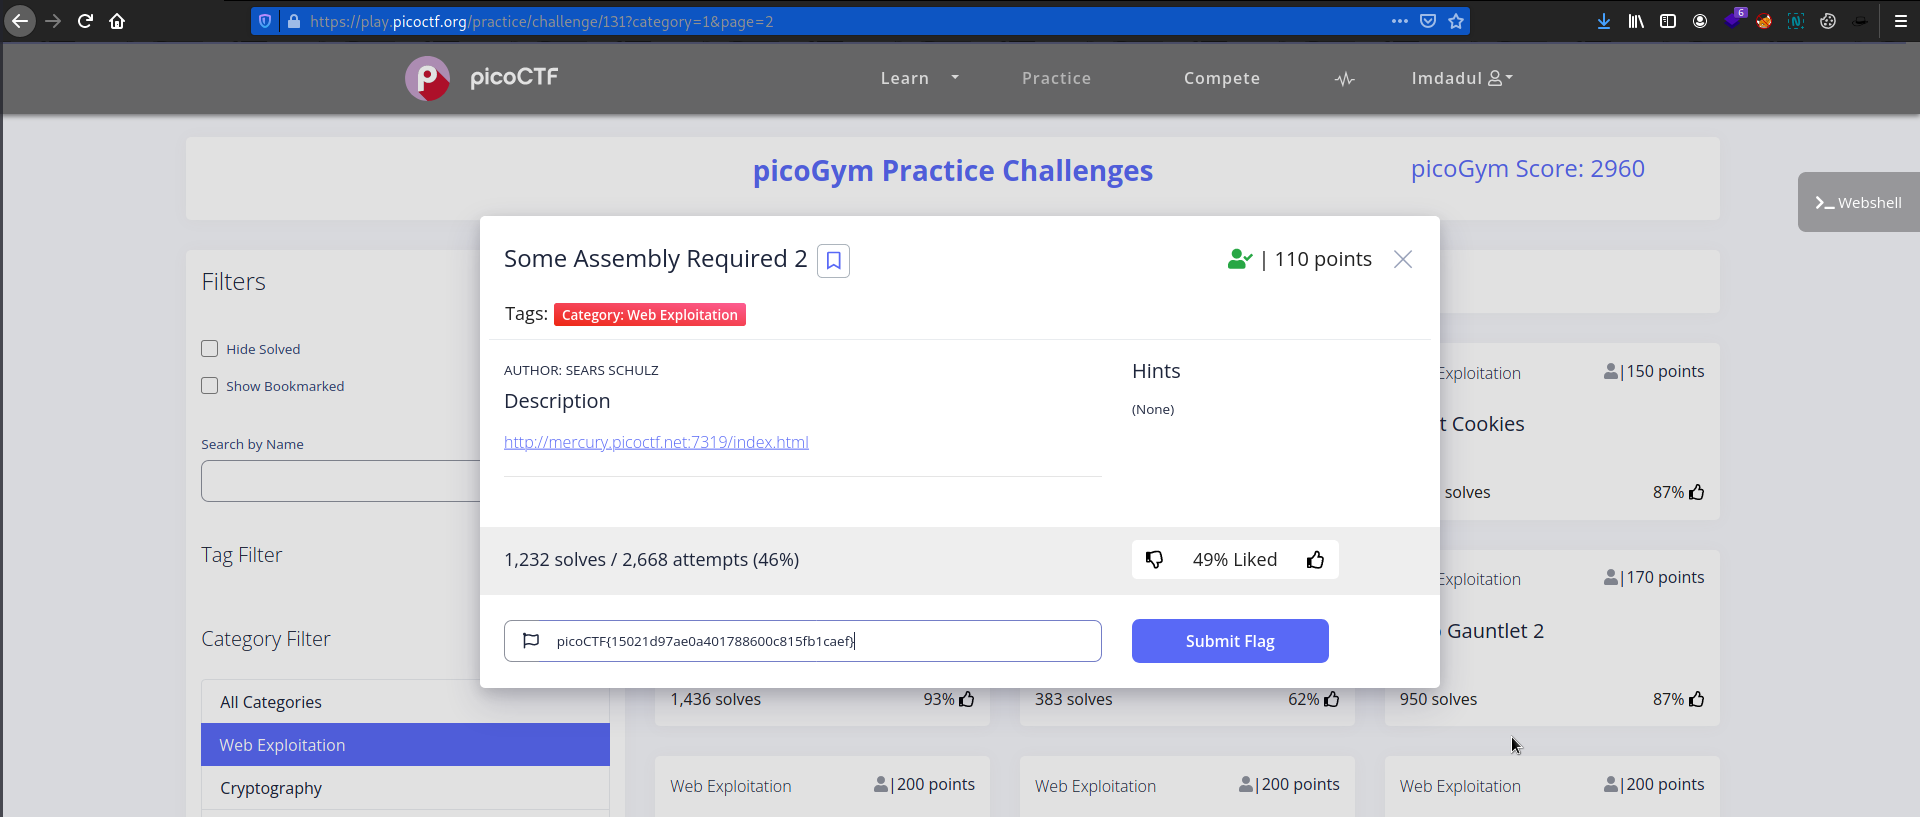 https://play.picoctf.org/practice/challenge/131?category=1&page=2
6
picoCTF
Learn
Practice
Compete
Imdadul
picoGym Practice Challenges
picoGym Score: 2960
Webshell
Some Assembly Required 2
| 110 points
Tags: Category: Web Exploitation
AUTHOR: SEARS SCHULZ
Description
http://mercury.picoctf.net:7319/index.html
Hints
(None)
1,232 solves / 2,668 attempts (46%)
49% Liked
picoCTF{15021d97ae0a401788600c815fb1caef}
Submit Flag
Filters
Hide Solved
Show Bookmarked
Search by Name
Tag Filter
Category Filter
All Categories
Web Exploitation
Cryptography
Exploitation
|150 points
t Cookies
solves
87%
Exploitation
|170 points
Gauntlet 2
1,436 solves
93%
383 solves
62%
950 solves
87%
Web Exploitation
|200 points
Web Exploitation
|200 points
Web Exploitation
|200 points